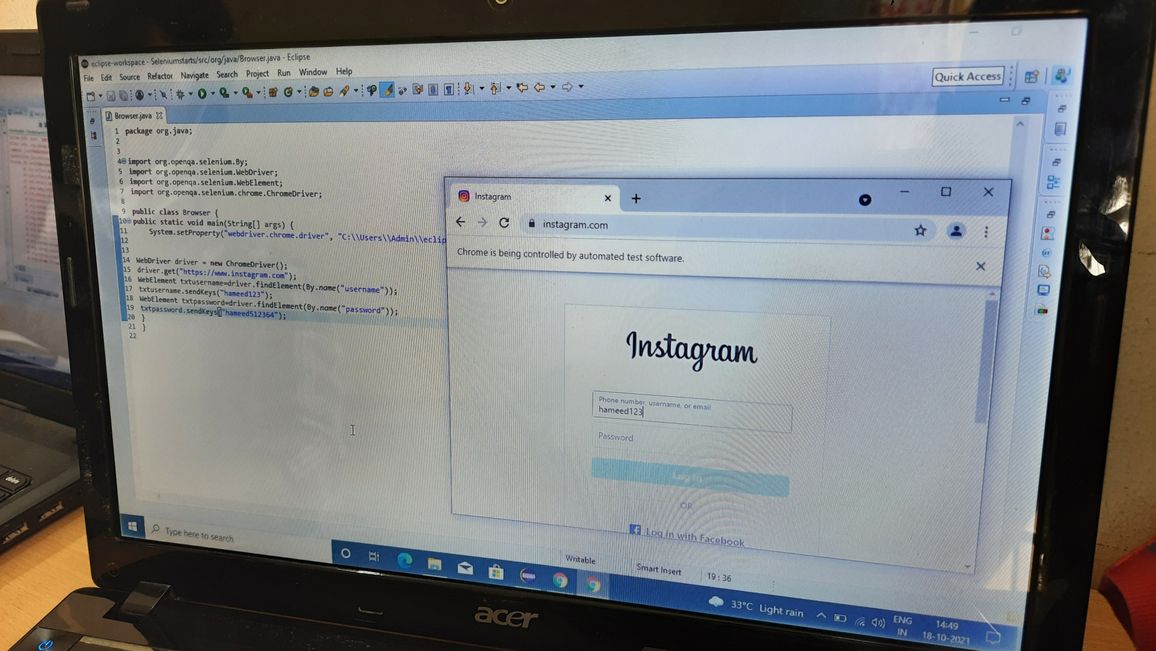 eclipse-workspace - Seleniumstarts/src/org/java/Browser.java - Eclipse
File Edit Source Refactor Navigate Search Project Run Window Help
Quick Access
Browser.java
1 package org.java;
2
3
4 import org.openqa.selenium.By;
5 import org.openqa.selenium.WebDriver;
6 import org.openqa.selenium.WebElement;
7 import org.openqa.selenium.chrome.ChromeDriver;
8
9 public class Browser {
10 public static void main(String[] args) {
11 System.setProperty("webdriver.chrome.driver", "C:\\Users\\Admin\\eclip
12
13
14 WebDriver driver = new ChromeDriver();
15 driver.get("https://www.instagram.com");
16 WebElement txtusername=driver.findElement(By.name("username"));
17 txtusername.sendKeys("hameed123");
18 WebElement txtpassword=driver.findElement(By.name("password"));
19 txtpassword.sendKeys("hameed512364");
20 }
21 }
22
Instagram
instagram.com
Chrome is being controlled by automated test software.
Instagram
Phone number, username, or email
hameed123
Password
Log In
OR
Log in with Facebook
Writable
Smart Insert
19 : 36
Type here to search
33°C Light rain
ENG
IN
14:49
18-10-2021
acer